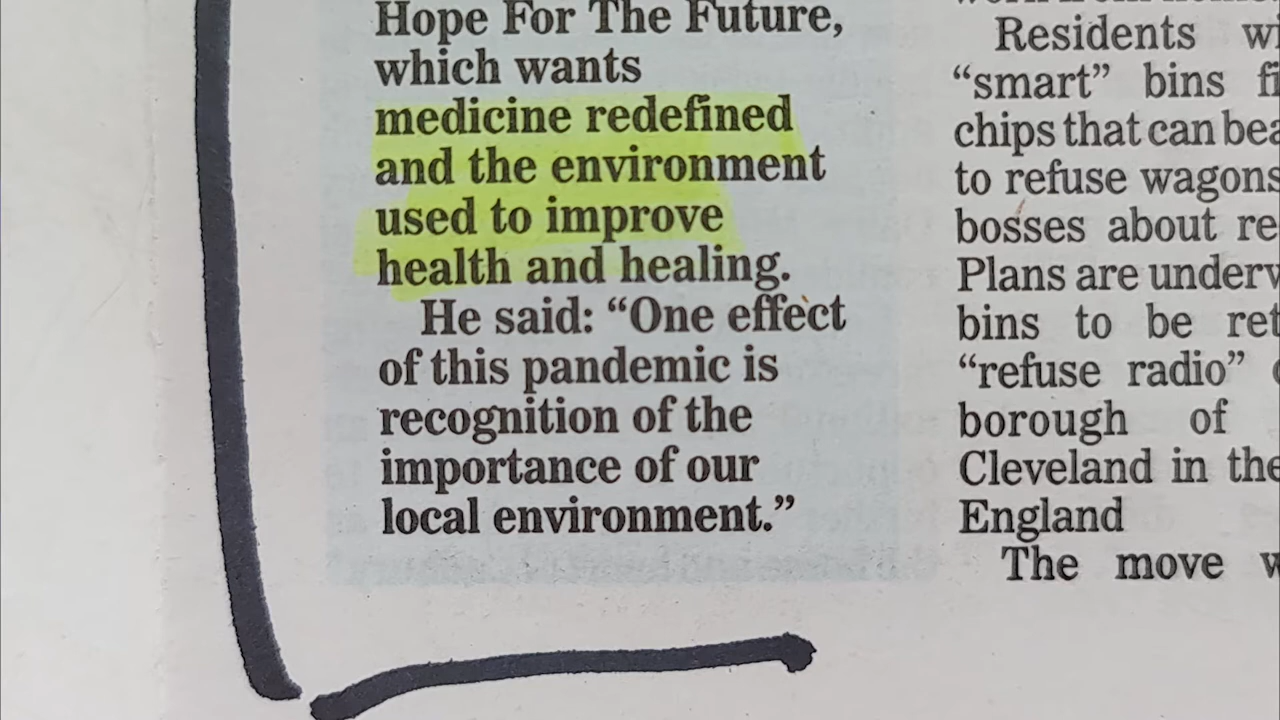 Hope For The Future,
which wants
medicine redefined
and the environment
used to improve
health and healing.
He said: “One effect
of this pandemic is
recognition of the
importance of our
local environment.”
Residents
“smart” bins
chips that can
to refuse wagons
bosses about
Plans are
bins to be
“refuse radio”
borough of
Cleveland in the
England
The move